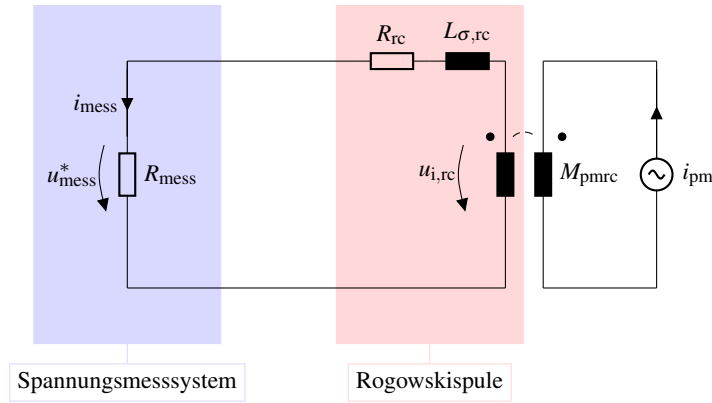 R_rc
L_σ,rc
i_mess
u*_mess
R_mess
u_i,rc
M_pmrc
i_pm
Spannungsmesssystem
Rogowskispule